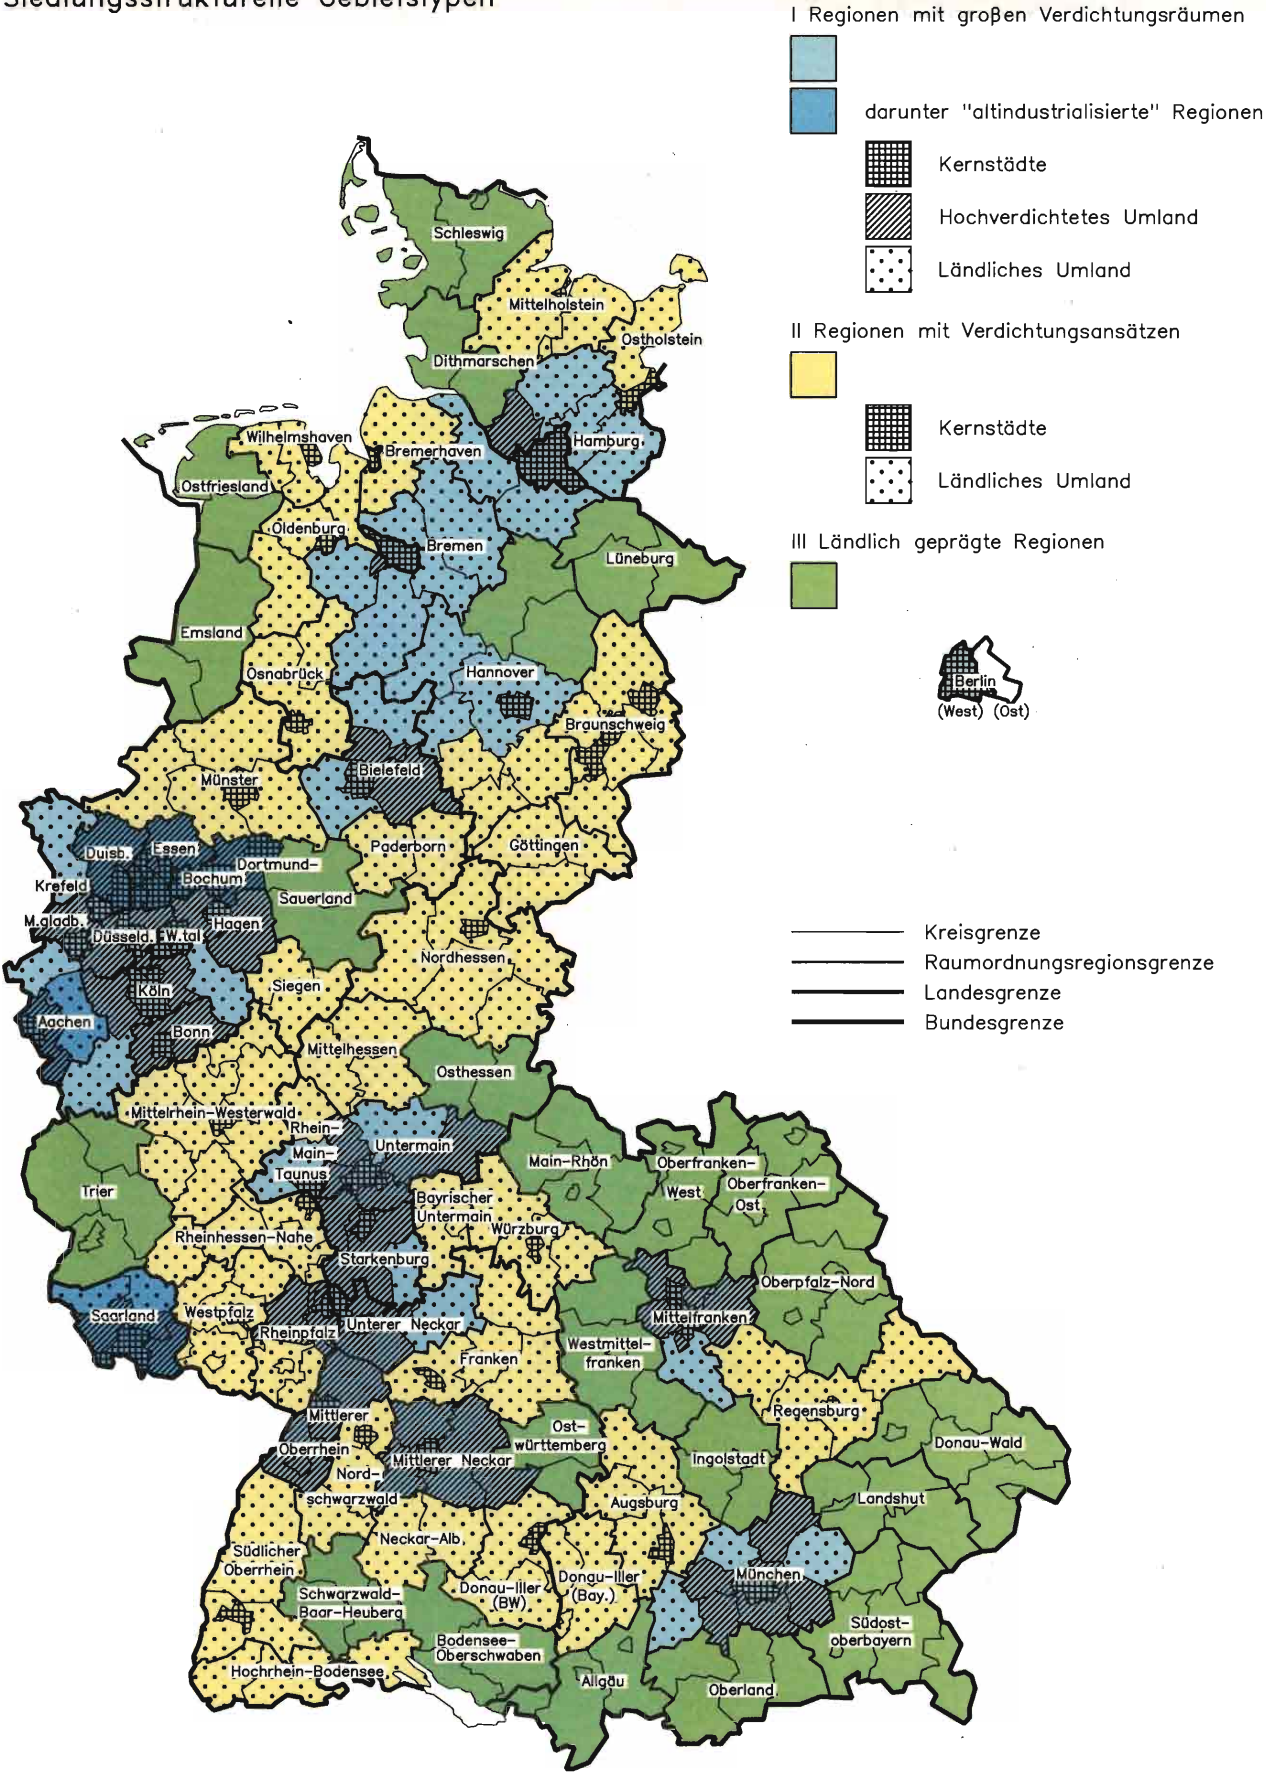 Siedlungsstrukturelle Gebietstypen
I Regionen mit großen Verdichtungsräumen
darunter "altindustrialisierte" Regionen
Kernstädte
Hochverdichtetes Umland
Ländliches Umland
II Regionen mit Verdichtungsansätzen
Kernstädte
Ländliches Umland
III Ländlich geprägte Regionen
Berlin
(West) (Ost)
Kreisgrenze
Raumordnungsregionsgrenze
Landesgrenze
Bundesgrenze
Schleswig
Mittelholstein
Ostholstein
Dithmarschen
Wilhelmshaven
Bremerhaven
Hamburg
Ostfriesland
Oldenburg
Bremen
Lüneburg
Emsland
Osnabrück
Hannover
Braunschweig
Münster
Bielefeld
Paderborn
Göttingen
Duisb.
Essen
Dortmund-
Bochum
Krefeld
Sauerland
M.gladb.
Düsseld.
W.tal
Hagen
Nordhessen
Köln
Siegen
Aachen
Bonn
Mittelhessen
Osthessen
Mittelrhein-Westerwald
Rhein-
Main-
Taunus
Untermain
Main-Rhön
Oberfranken-
West
Oberfranken-
Ost
Trier
Bayrischer
Untermain
Würzburg
Rheinhessen-Nahe
Starkenburg
Oberpfalz-Nord
Saarland
Westpfalz
Rheinpfalz
Unterer Neckar
Mittelfranken
Franken
Westmittel-
franken
Mittlerer
Oberrhein
Regensburg
Ost-
württemberg
Donau-Wald
Mittlerer Neckar
Ingolstadt
Nord-
schwarzwald
Augsburg
Landshut
Neckar-Alb
Südlicher
Oberrhein
Donau-Iller
(BW)
Donau-Iller
(Bay.)
München
Schwarzwald-
Baar-Heuberg
Südost-
oberbayern
Bodensee-
Oberschwaben
Hochrhein-Bodensee
Allgäu
Oberland